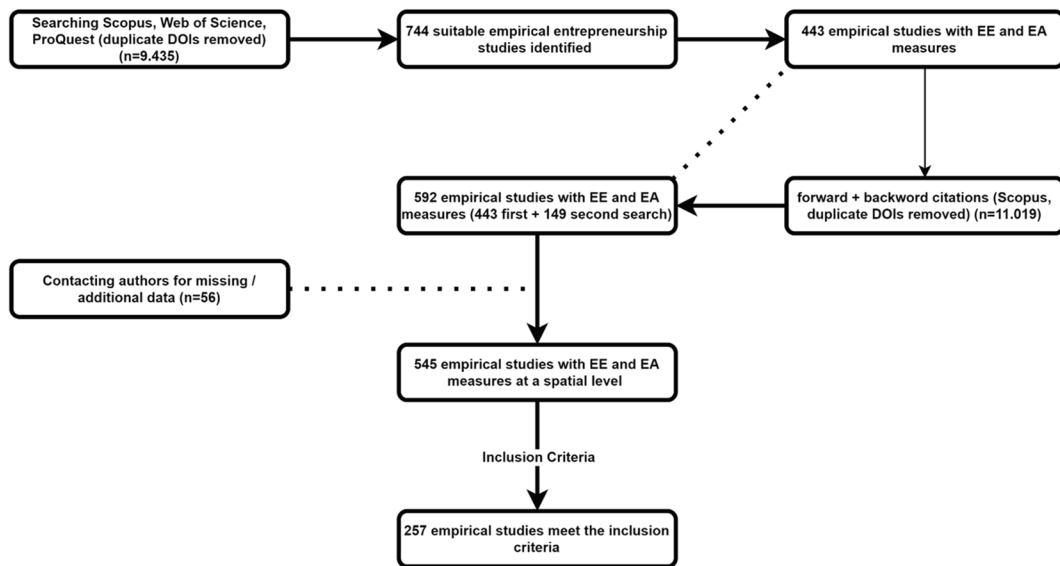 Searching Scopus, Web of Science,
ProQuest (duplicate DOIs removed)
(n=9.435)
744 suitable empirical entrepreneurship
studies identified
443 empirical studies with EE and EA
measures
592 empirical studies with EE and EA
measures (443 first + 149 second search)
forward + backword citations (Scopus,
duplicate DOIs removed) (n=11.019)
Contacting authors for missing /
additional data (n=56)
545 empirical studies with EE and EA
measures at a spatial level
Inclusion Criteria
257 empirical studies meet the inclusion
criteria